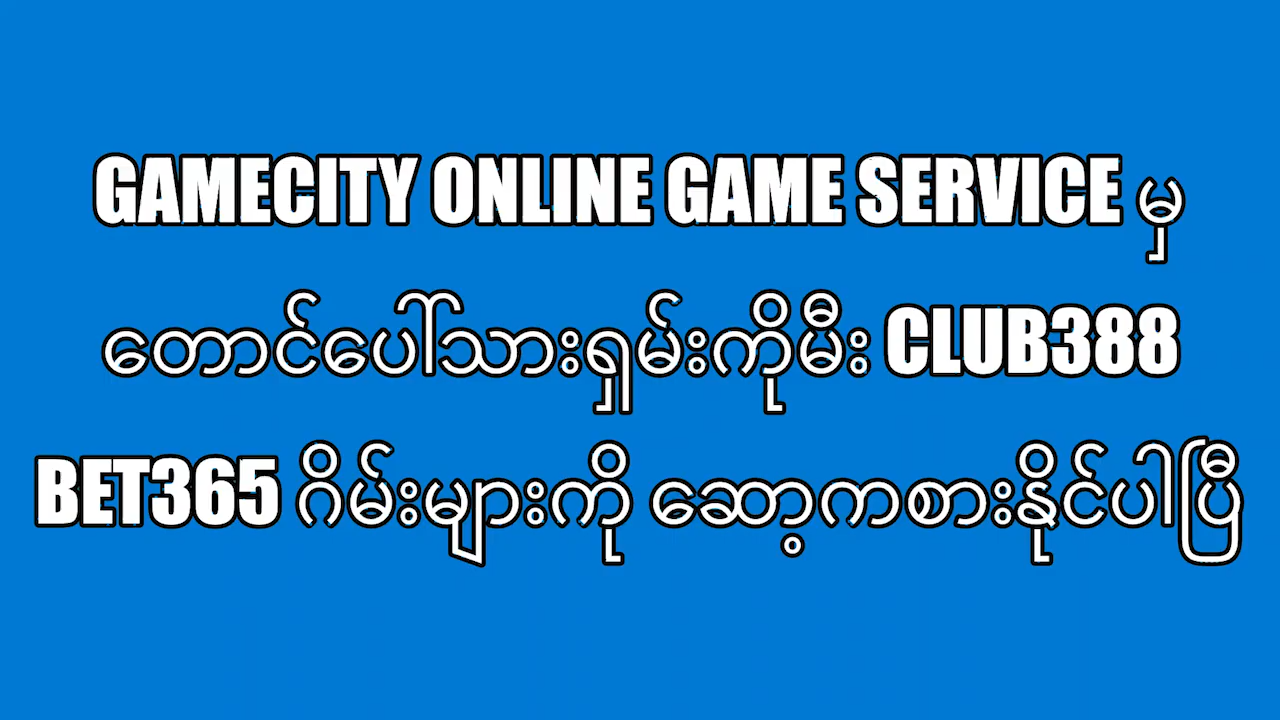 GAMECITY ONLINE GAME SERVICE မှ
တောင်ပေါ်သားရှမ်းကိုမီး CLUB388
BET365 ဂိမ်းများကို ဆော့ကစားနိုင်ပါပြီ